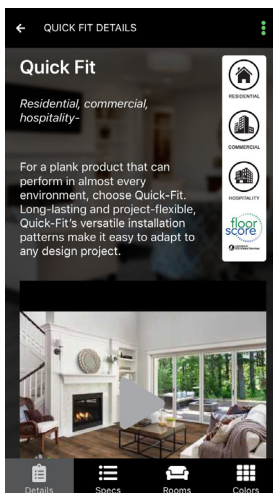 QUICK FIT DETAILS
Quick Fit
RESIDENTIAL
Residential, commercial,
hospitality-
COMMERCIAL
HOSPITALITY
For a plank product that can
perform in almost every
environment, choose Quick-Fit.
Long-lasting and project-flexible,
Quick-Fit's versatile installation
patterns make it easy to adapt to
any design project.
floor
score
Details
Specs
Rooms
Colors